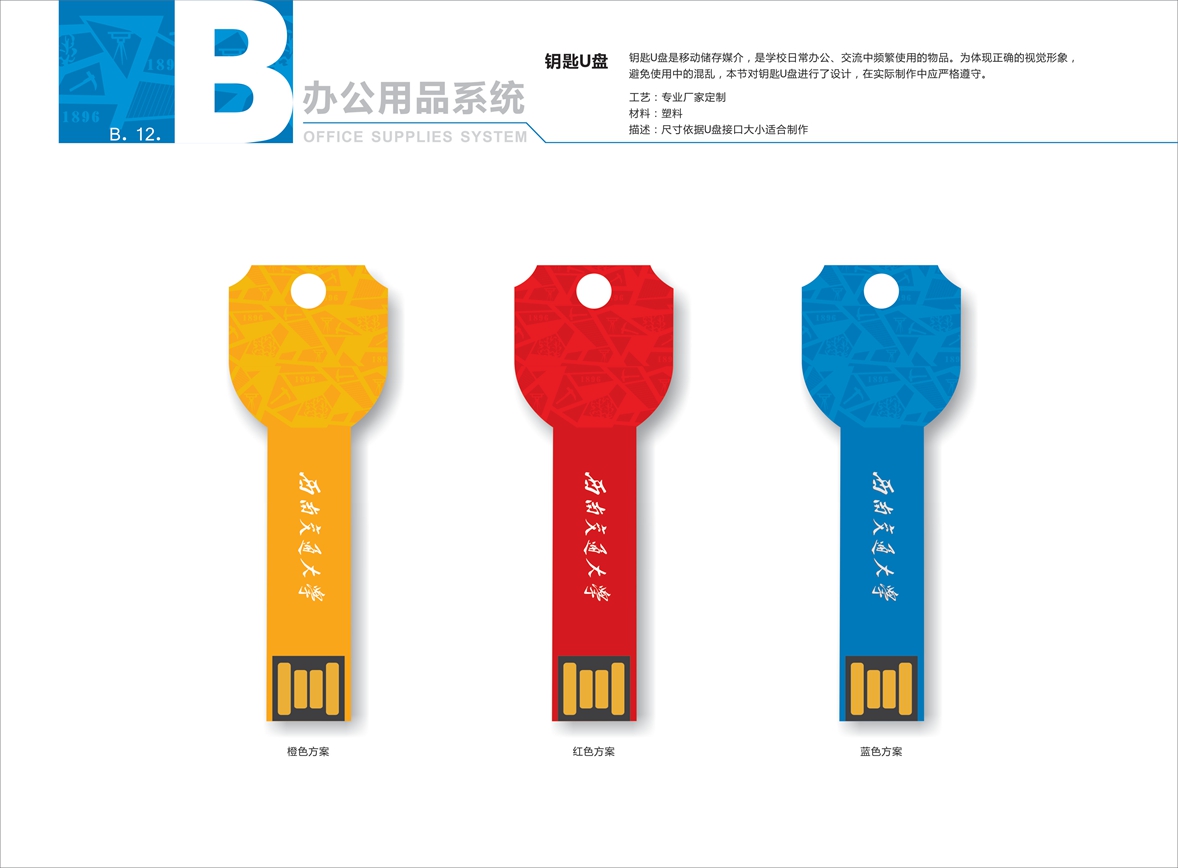 B
B. 12.
1896
189
办公用品系统
OFFICE SUPPLIES SYSTEM
钥匙U盘
钥匙U盘是移动储存媒介，是学校日常办公、交流中频繁使用的物品。为体现正确的视觉形象，
避免使用中的混乱，本节对钥匙U盘进行了设计，在实际制作中应严格遵守。
工艺：专业厂家定制
材料：塑料
描述：尺寸依据U盘接口大小适合制作
西南交通大学
西南交通大学
西南交通大学
橙色方案
红色方案
蓝色方案